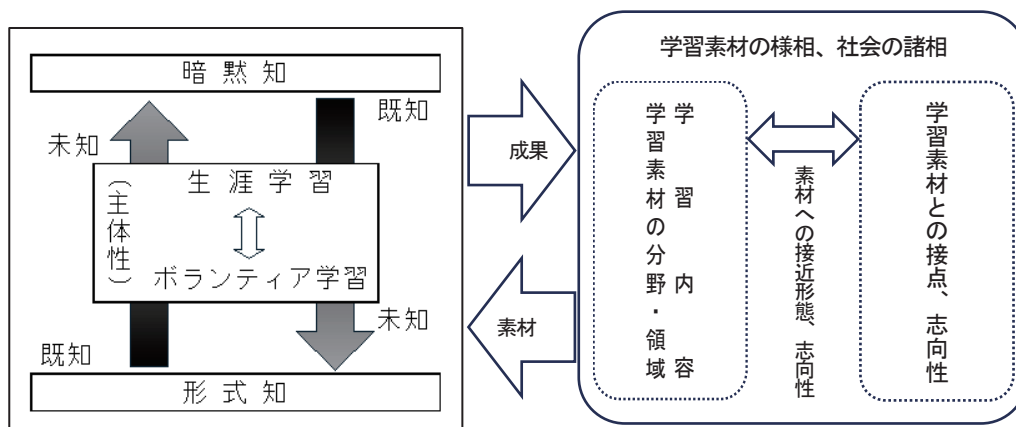 暗黙知
既知
未知
生涯学習
(主体性)
ボランティア学習
未知
既知
形式知
成果
素材
学習素材の様相、社会の諸相
学習内容
学習素材の分野・領域
素材への接近形態、志向性
学習素材との接点、志向性